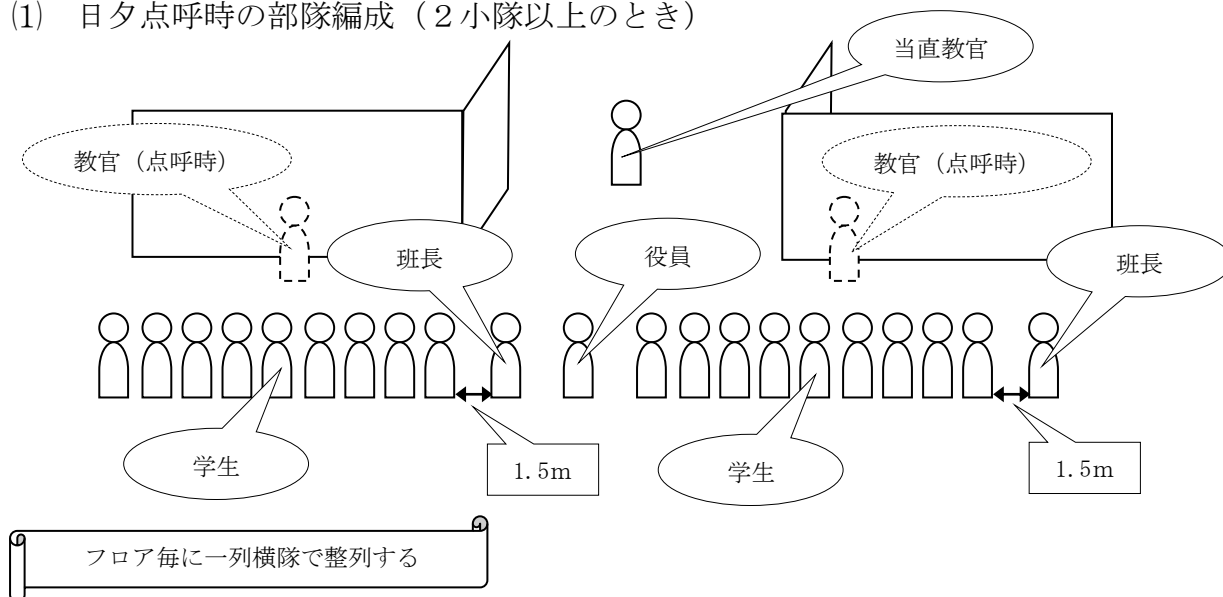 ⑴　日夕点呼時の部隊編成（２小隊以上のとき）
当直教官
教官（点呼時）
教官（点呼時）
班長
役員
班長
学生
1.5m
学生
1.5m
フロア毎に一列横隊で整列する